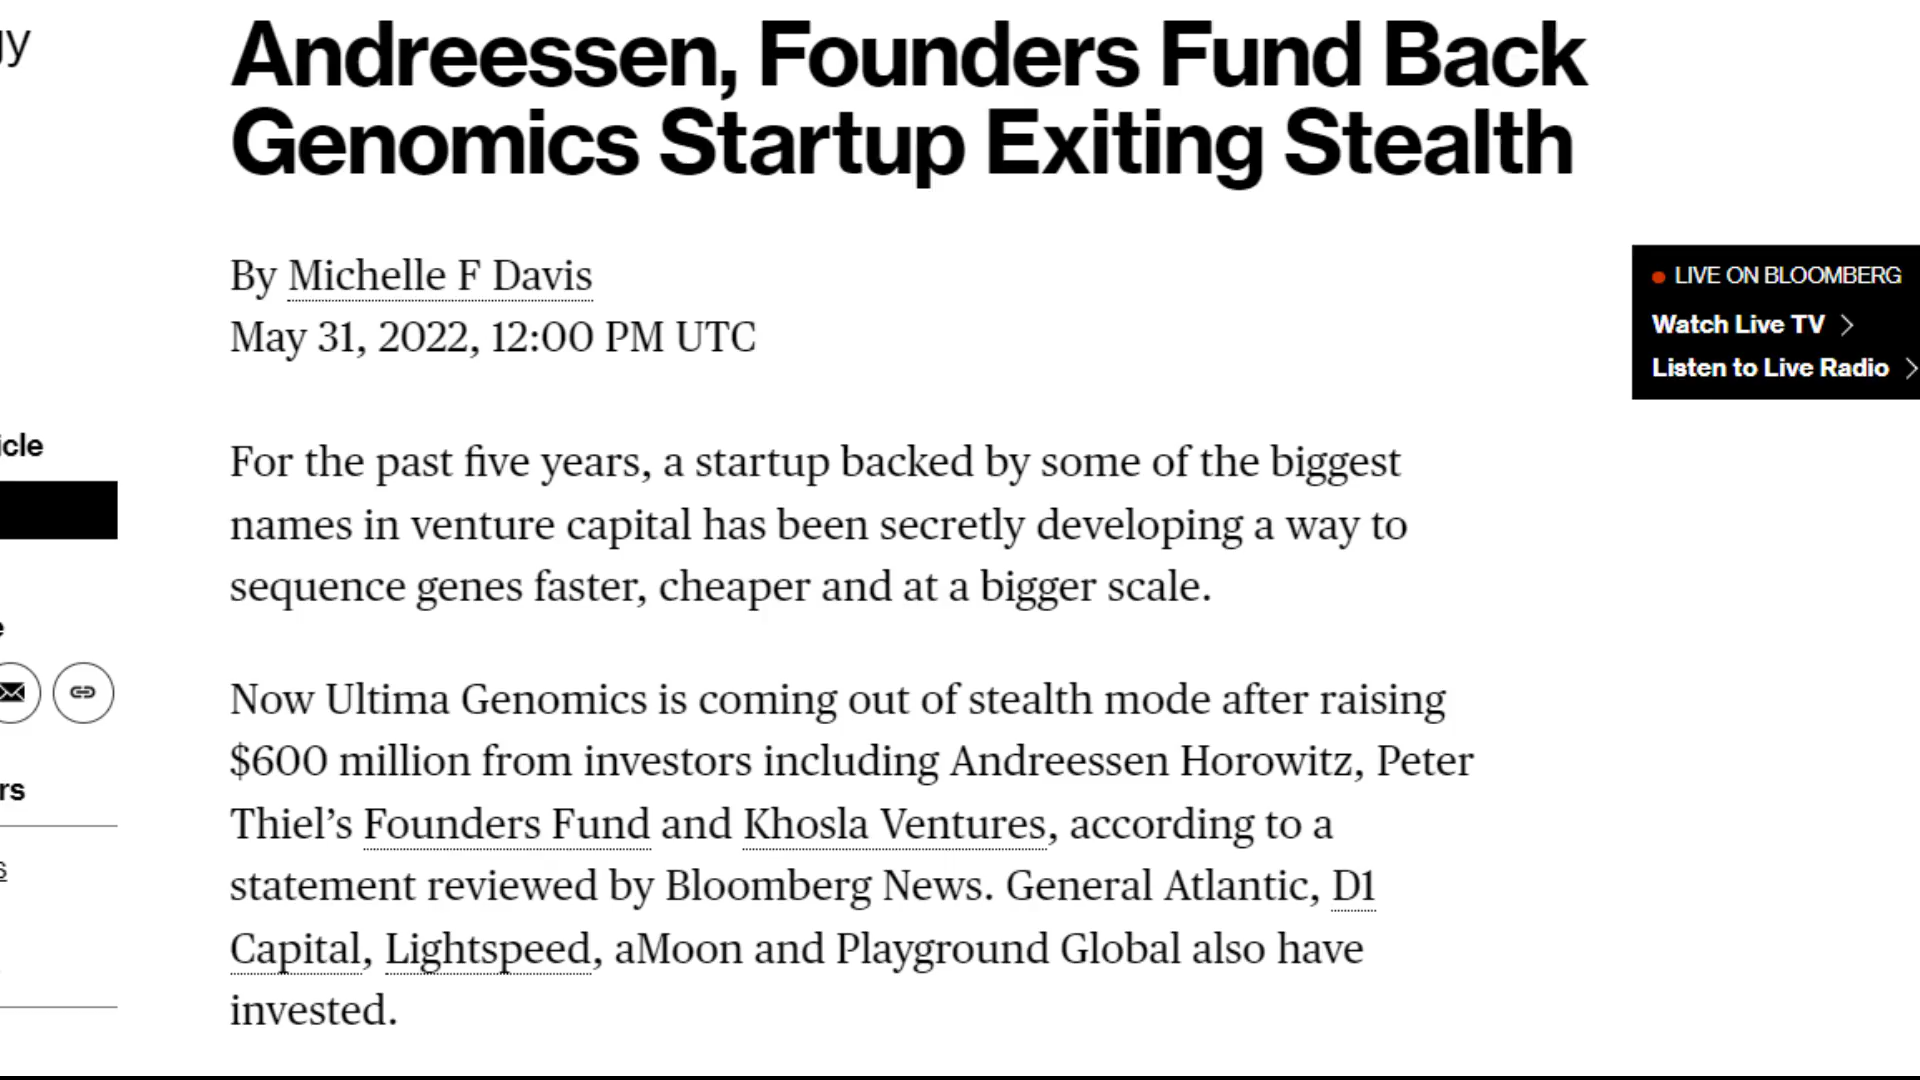 gy
Andreessen, Founders Fund Back
Genomics Startup Exiting Stealth
By Michelle F Davis
May 31, 2022, 12:00 PM UTC
LIVE ON BLOOMBERG
Watch Live TV
Listen to Live Radio
icle
For the past five years, a startup backed by some of the biggest
names in venture capital has been secretly developing a way to
sequence genes faster, cheaper and at a bigger scale.
e
Now Ultima Genomics is coming out of stealth mode after raising
$600 million from investors including Andreessen Horowitz, Peter
rs
Thiel’s Founders Fund and Khosla Ventures, according to a
statement reviewed by Bloomberg News. General Atlantic, D1
Capital, Lightspeed, aMoon and Playground Global also have
invested.